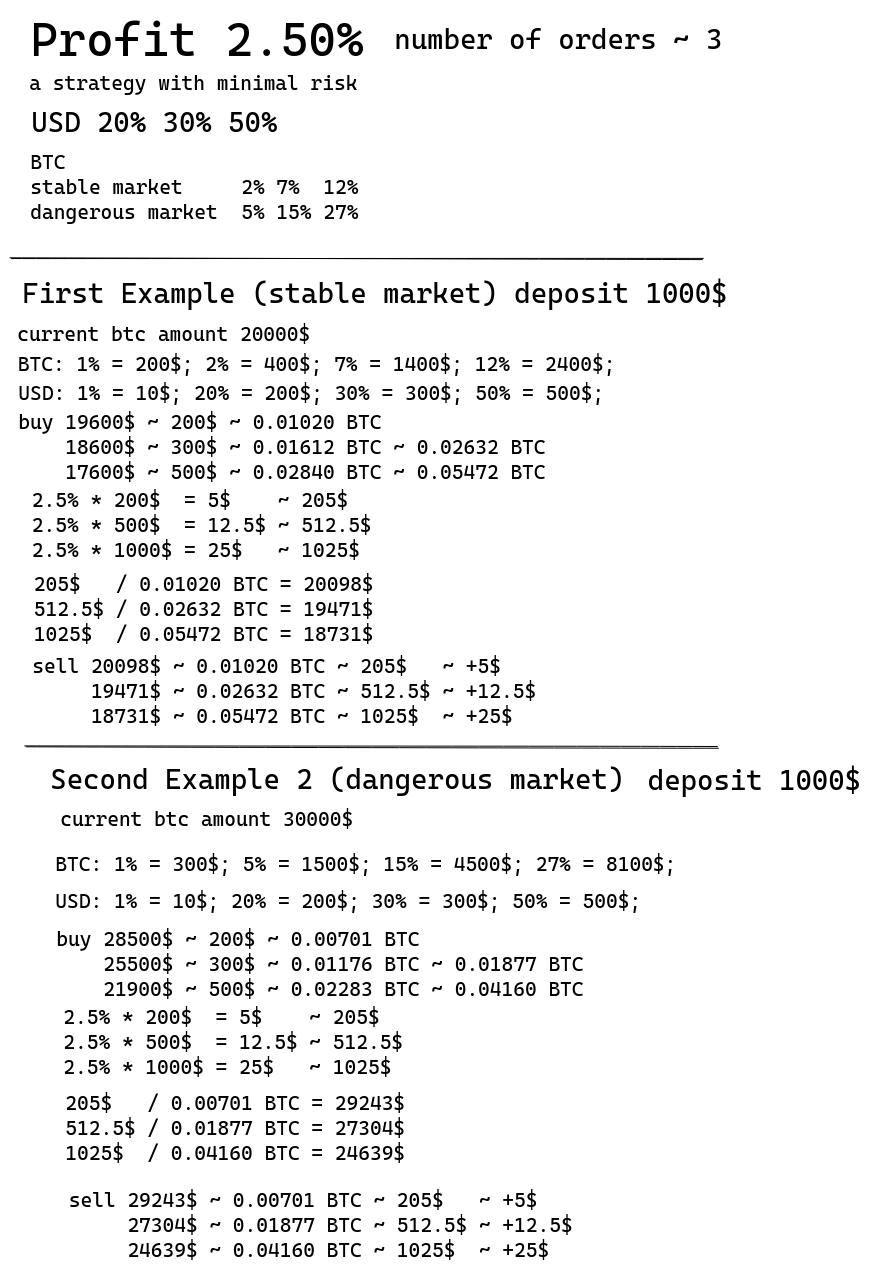 Profit 2.50% number of orders ~ 3
a strategy with minimal risk
USD 20% 30% 50%
BTC
stable market 2% 7% 12%
dangerous market 5% 15% 27%
First Example (stable market) deposit 1000$
current btc amount 20000$
BTC: 1% = 200$; 2% = 400$; 7% = 1400$; 12% = 2400$;
USD: 1% = 10$; 20% = 200$; 30% = 300$; 50% = 500$;
buy 19600$ ~ 200$ ~ 0.01020 BTC
18600$ ~ 300$ ~ 0.01612 BTC ~ 0.02632 BTC
17600$ ~ 500$ ~ 0.02840 BTC ~ 0.05472 BTC
2.5% * 200$ = 5$ ~ 205$
2.5% * 500$ = 12.5$ ~ 512.5$
2.5% * 1000$ = 25$ ~ 1025$
205$ / 0.01020 BTC = 20098$
512.5$ / 0.02632 BTC = 19471$
1025$ / 0.05472 BTC = 18731$
sell 20098$ ~ 0.01020 BTC ~ 205$ ~ +5$
19471$ ~ 0.02632 BTC ~ 512.5$ ~ +12.5$
18731$ ~ 0.05472 BTC ~ 1025$ ~ +25$
Second Example 2 (dangerous market) deposit 1000$
current btc amount 30000$
BTC: 1% = 300$; 5% = 1500$; 15% = 4500$; 27% = 8100$;
USD: 1% = 10$; 20% = 200$; 30% = 300$; 50% = 500$;
buy 28500$ ~ 200$ ~ 0.00701 BTC
25500$ ~ 300$ ~ 0.01176 BTC ~ 0.01877 BTC
21900$ ~ 500$ ~ 0.02283 BTC ~ 0.04160 BTC
2.5% * 200$ = 5$ ~ 205$
2.5% * 500$ = 12.5$ ~ 512.5$
2.5% * 1000$ = 25$ ~ 1025$
205$ / 0.00701 BTC = 29243$
512.5$ / 0.01877 BTC = 27304$
1025$ / 0.04160 BTC = 24639$
sell 29243$ ~ 0.00701 BTC ~ 205$ ~ +5$
27304$ ~ 0.01877 BTC ~ 512.5$ ~ +12.5$
24639$ ~ 0.04160 BTC ~ 1025$ ~ +25$